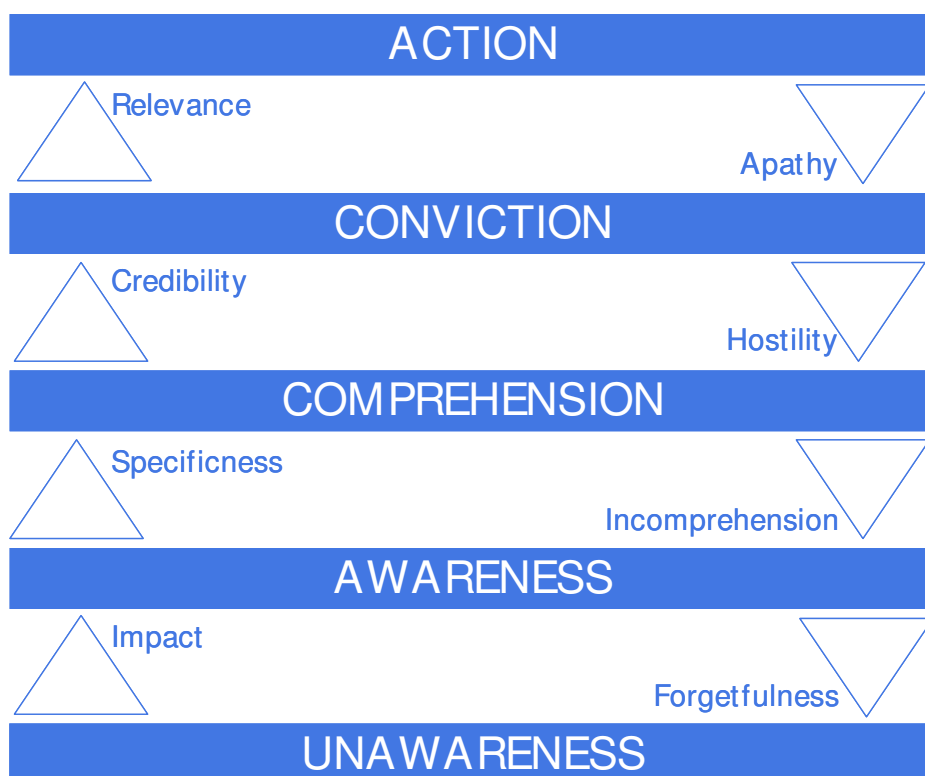 ACTION
Relevance
Apathy
CONVICTION
Credibility
Hostility
COMPREHENSION
Specificness
Incomprehension
AWARENESS
Impact
Forgetfulness
UNAWARENESS